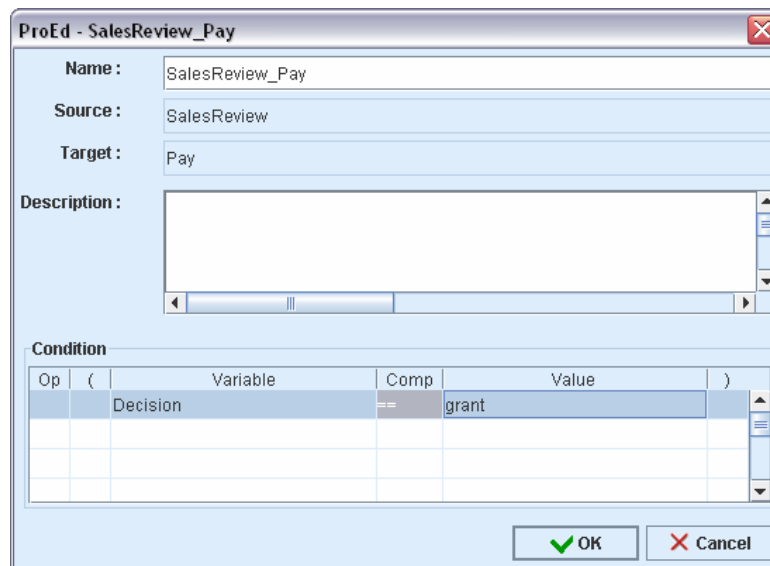 ProEd - SalesReview_Pay
Name : SalesReview_Pay
Source : SalesReview
Target : Pay
Description :
Condition
Op ( Variable Comp Value )
Decision == grant
OK Cancel